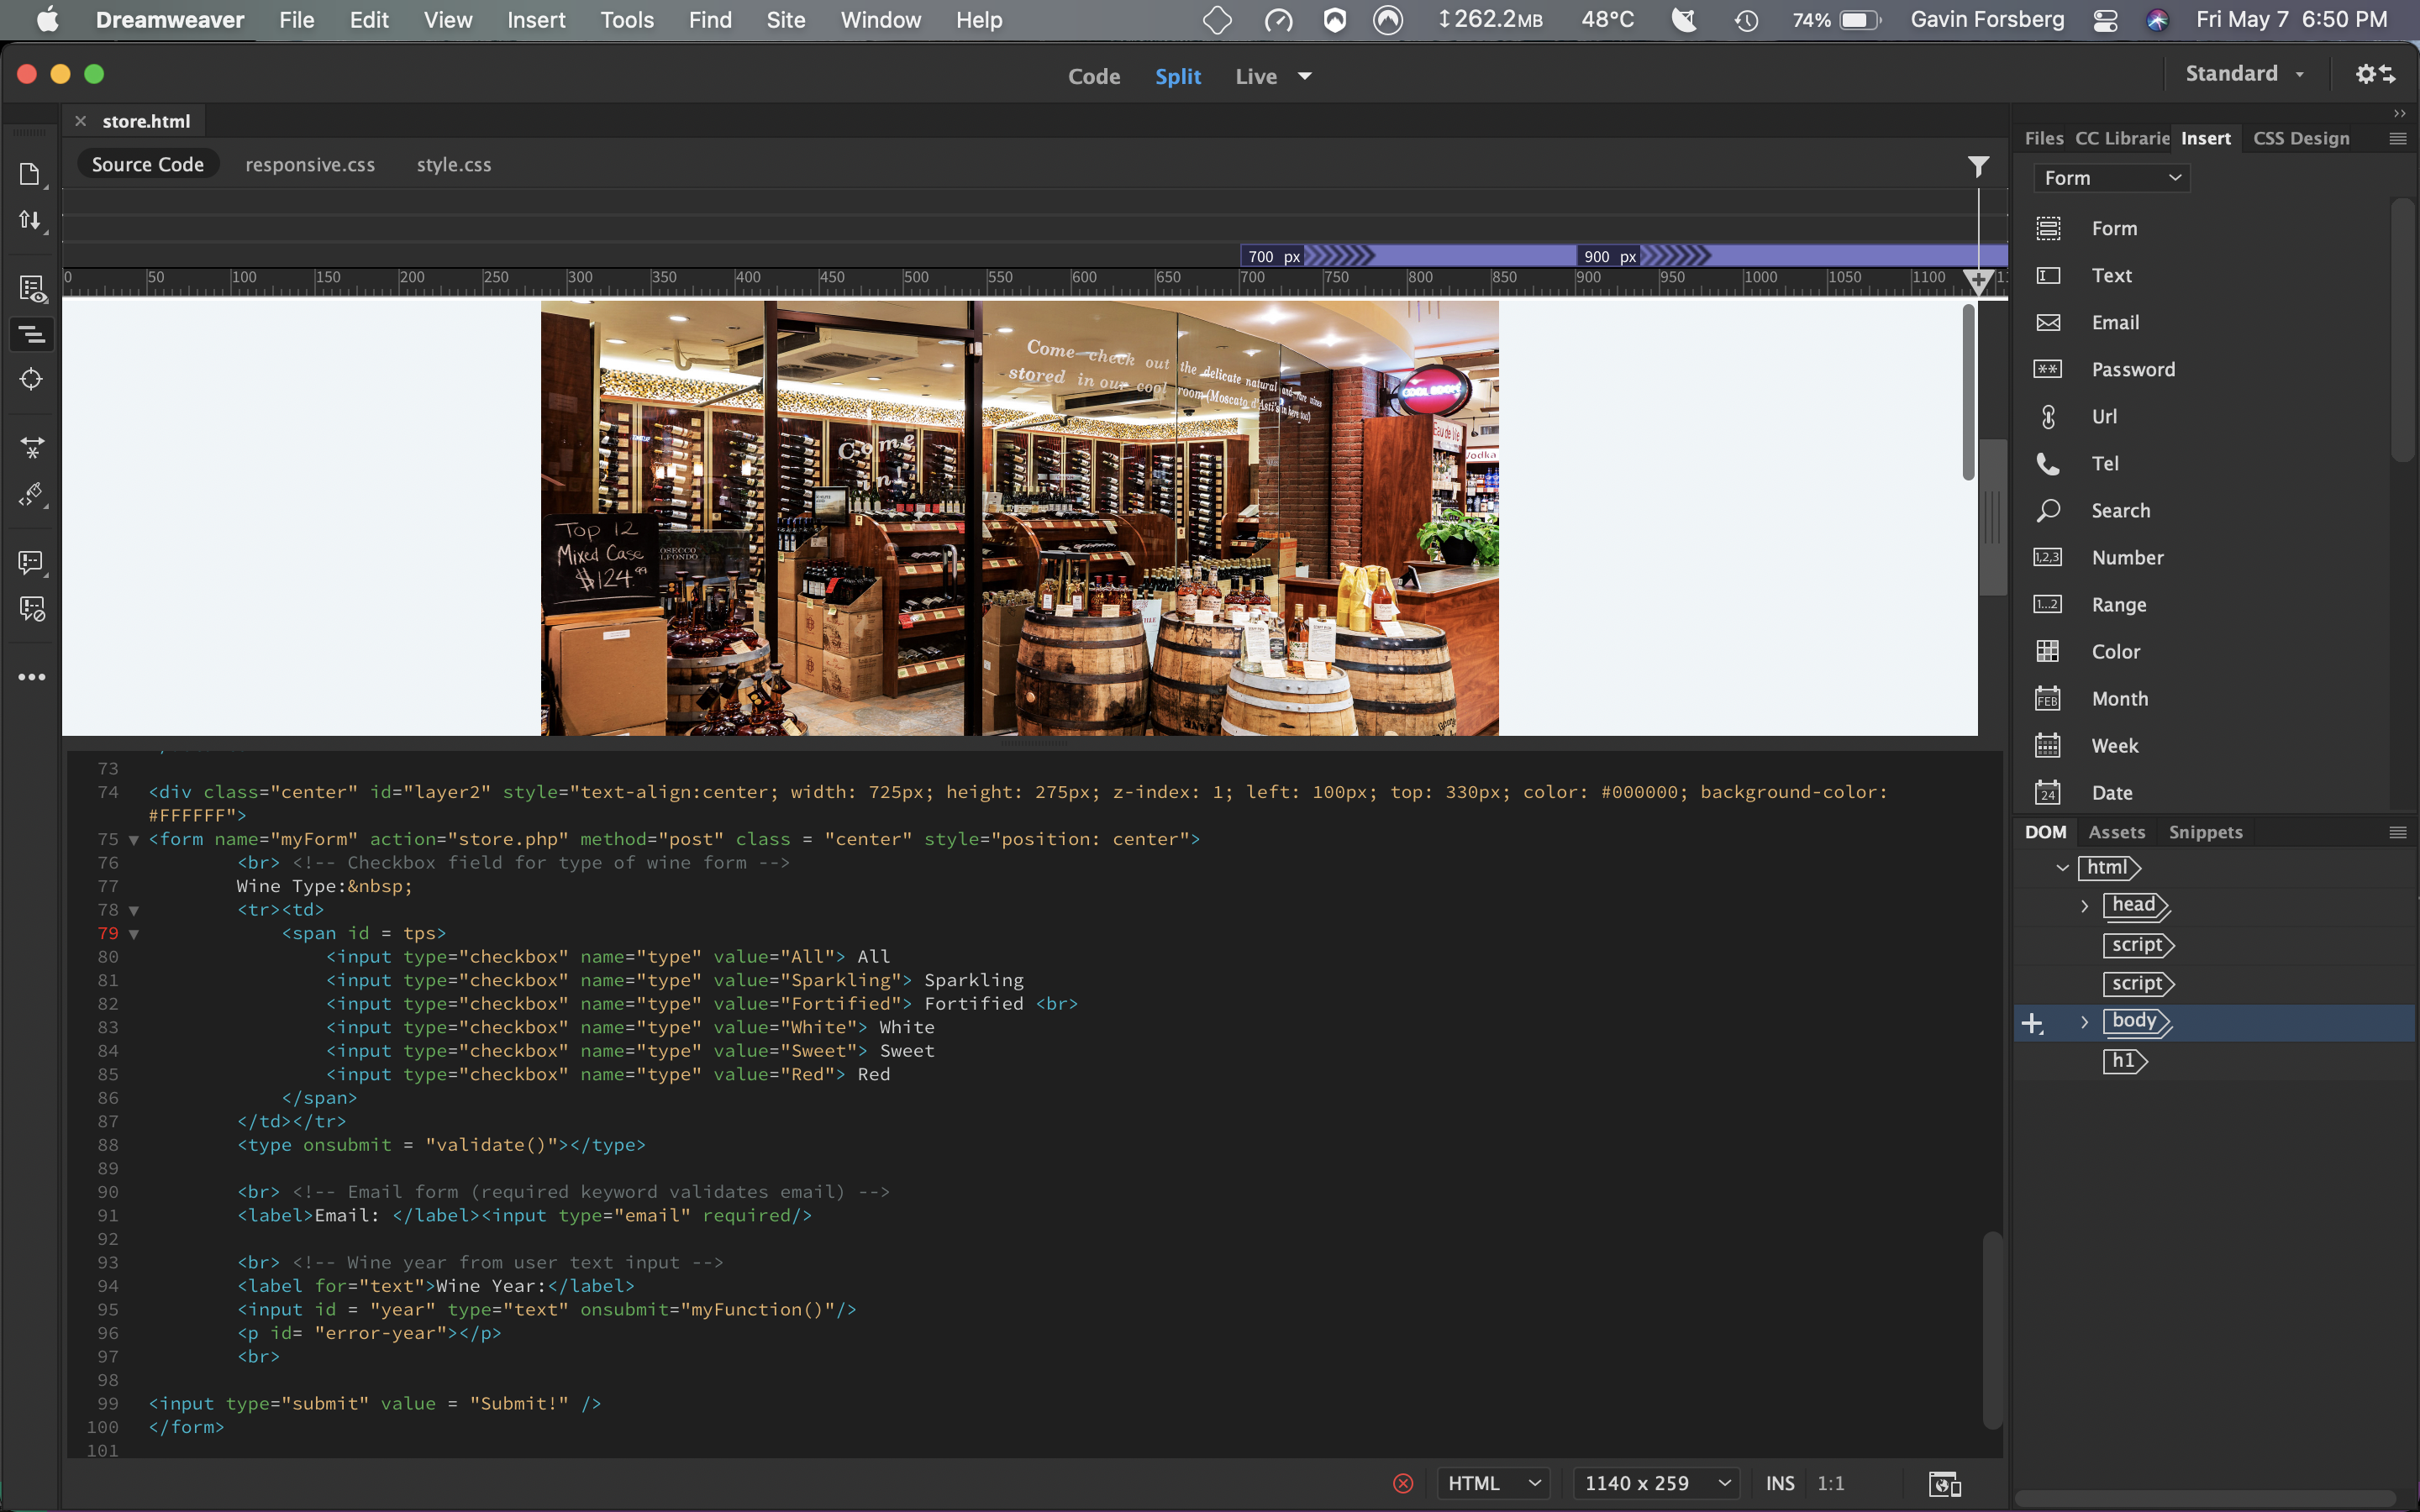 Dreamweaver File Edit View Insert Tools Find Site Window Help 262.2MB 48°C 74% Gavin Forsberg Fri May 7 6:50 PM
Code Split Live Standard
store.html
Source Code responsive.css style.css
700 px 900 px
0 50 100 150 200 250 300 350 400 450 500 550 600 650 700 750 800 850 900 950 1000 1050 1100
Come check out the delicate natural and rare wines
stored in our cool room (Moscato d'Asti's in here too!)
COOL ROOM
Eau de Vie
Vodka
Come
in
Top 12
Mixed Case
$124.99
73
74 <div class="center" id="layer2" style="text-align:center; width: 725px; height: 275px; z-index: 1; left: 100px; top: 330px; color: #000000; background-color:
#FFFFFF">
75 <form name="myForm" action="store.php" method="post" class = "center" style="position: center">
76 <br> <!-- Checkbox field for type of wine form -->
77 Wine Type:&nbsp;
78 <tr><td>
79 <span id = tps>
80 <input type="checkbox" name="type" value="All"> All
81 <input type="checkbox" name="type" value="Sparkling"> Sparkling
82 <input type="checkbox" name="type" value="Fortified"> Fortified <br>
83 <input type="checkbox" name="type" value="White"> White
84 <input type="checkbox" name="type" value="Sweet"> Sweet
85 <input type="checkbox" name="type" value="Red"> Red
86 </span>
87 </td></tr>
88 <type onsubmit = "validate()"></type>
89
90 <br> <!-- Email form (required keyword validates email) -->
91 <label>Email: </label><input type="email" required/>
92
93 <br> <!-- Wine year from user text input -->
94 <label for="text">Wine Year:</label>
95 <input id = "year" type="text" onsubmit="myFunction()"/>
96 <p id= "error-year"></p>
97 <br>
98
99 <input type="submit" value = "Submit!" />
100 </form>
101
HTML 1140 x 259 INS 1:1
Files CC Librarie Insert CSS Design
Form
Form
Text
Email
Password
Url
Tel
Search
Number
Range
Color
Month
Week
Date
DOM Assets Snippets
html
head
script
script
body
h1